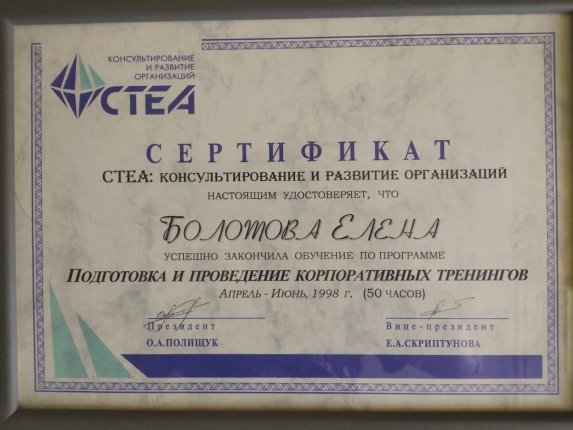 КОНСУЛЬТИРОВАНИЕ
И РАЗВИТИЕ
ОРГАНИЗАЦИЙ
СТЕА
СЕРТИФИКАТ
СТЕА: КОНСУЛЬТИРОВАНИЕ И РАЗВИТИЕ ОРГАНИЗАЦИЙ
НАСТОЯЩИМ УДОСТОВЕРЯЕТ, ЧТО
БОЛОТОВА ЕЛЕНА
УСПЕШНО ЗАКОНЧИЛА ОБУЧЕНИЕ ПО ПРОГРАММЕ
ПОДГОТОВКА И ПРОВЕДЕНИЕ КОРПОРАТИВНЫХ ТРЕНИНГОВ
АПРЕЛЬ - ИЮНЬ, 1998 Г. (50 ЧАСОВ)
Президент
О.А.ПОЛИЩУК
Вице-президент
Е.А.СКРИПТУНОВА